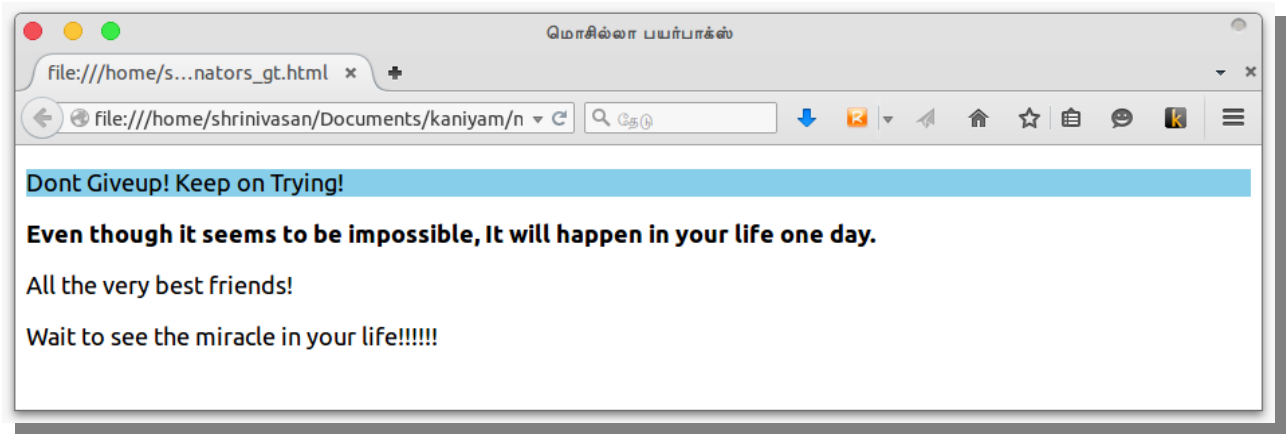 மொசில்லா பயர்பாக்ஸ்
file:///home/s...nators_gt.html
file:///home/shrinivasan/Documents/kaniyam/n
தேடு
Dont Giveup! Keep on Trying!
Even though it seems to be impossible, It will happen in your life one day.
All the very best friends!
Wait to see the miracle in your life!!!!!!